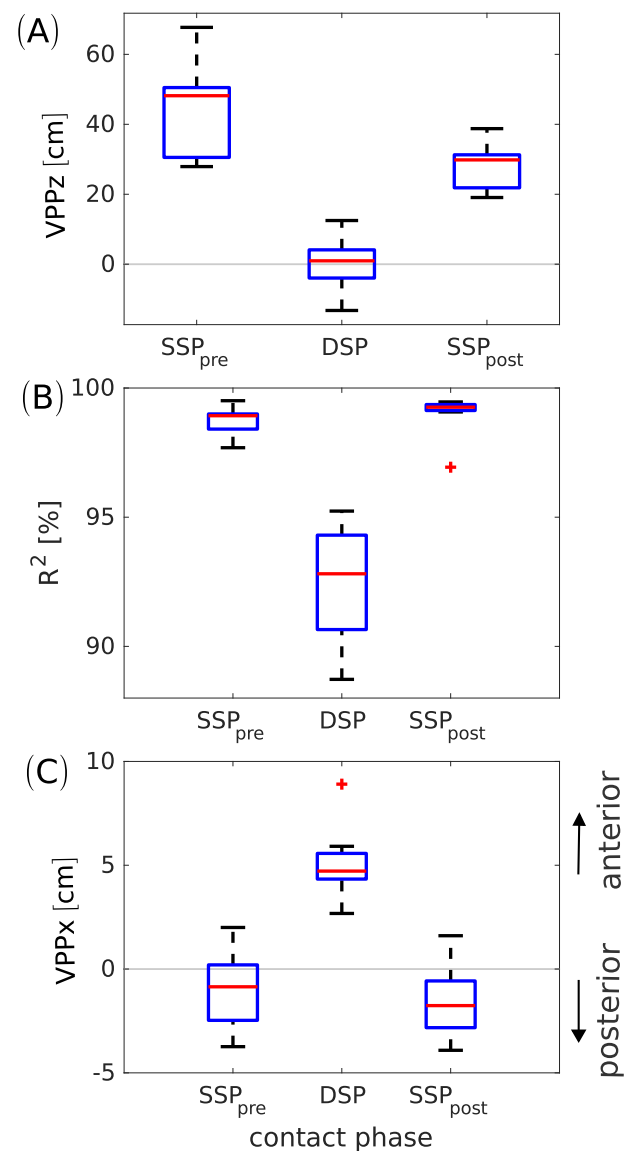 (A)
VPPz [cm]
60
40
20
0
SSPpre DSP SSPpost
(B)
R² [%]
100
95
90
SSPpre DSP SSPpost
(C)
VPPx [cm]
10
5
0
-5
anterior
posterior
SSPpre DSP SSPpost
contact phase